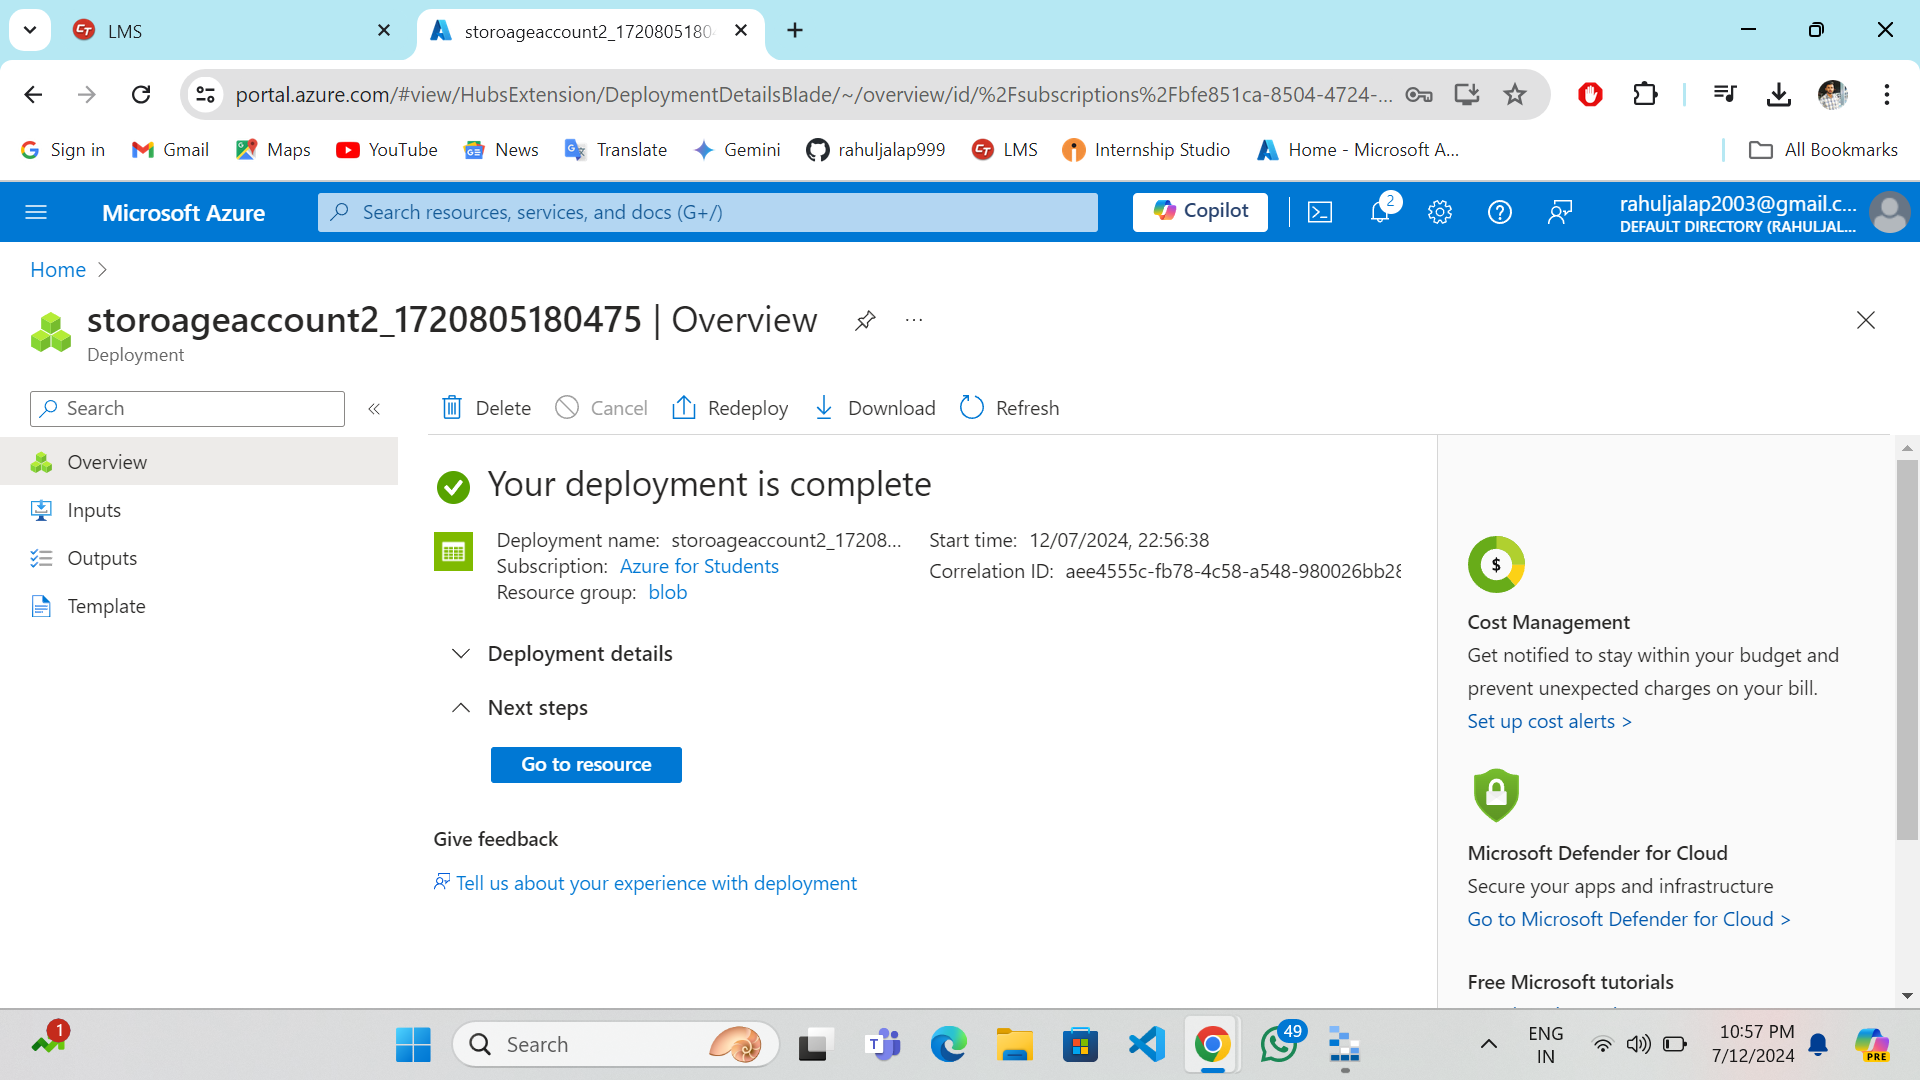 LMS
storoageaccount2_1720805180
portal.azure.com/#view/HubsExtension/DeploymentDetailsBlade/~/overview/id/%2Fsubscriptions%2Fbfe851ca-8504-4724-...
Sign in
Gmail
Maps
YouTube
News
Translate
Gemini
rahuljalap999
LMS
Internship Studio
Home - Microsoft A...
All Bookmarks
Microsoft Azure
Search resources, services, and docs (G+/)
Copilot
2
rahuljalap2003@gmail.c...
DEFAULT DIRECTORY (RAHULJAL...
Home
storoageaccount2_1720805180475 | Overview
Deployment
Search
Delete
Cancel
Redeploy
Download
Refresh
Overview
Inputs
Outputs
Template
Your deployment is complete
Deployment name: storoageaccount2_17208...
Subscription: Azure for Students
Resource group: blob
Start time: 12/07/2024, 22:56:38
Correlation ID: aee4555c-fb78-4c58-a548-980026bb28
Deployment details
Next steps
Go to resource
Give feedback
Tell us about your experience with deployment
$
Cost Management
Get notified to stay within your budget and
prevent unexpected charges on your bill.
Set up cost alerts >
Microsoft Defender for Cloud
Secure your apps and infrastructure
Go to Microsoft Defender for Cloud >
Free Microsoft tutorials
1
Search
49
ENG
IN
10:57 PM
7/12/2024
PRE